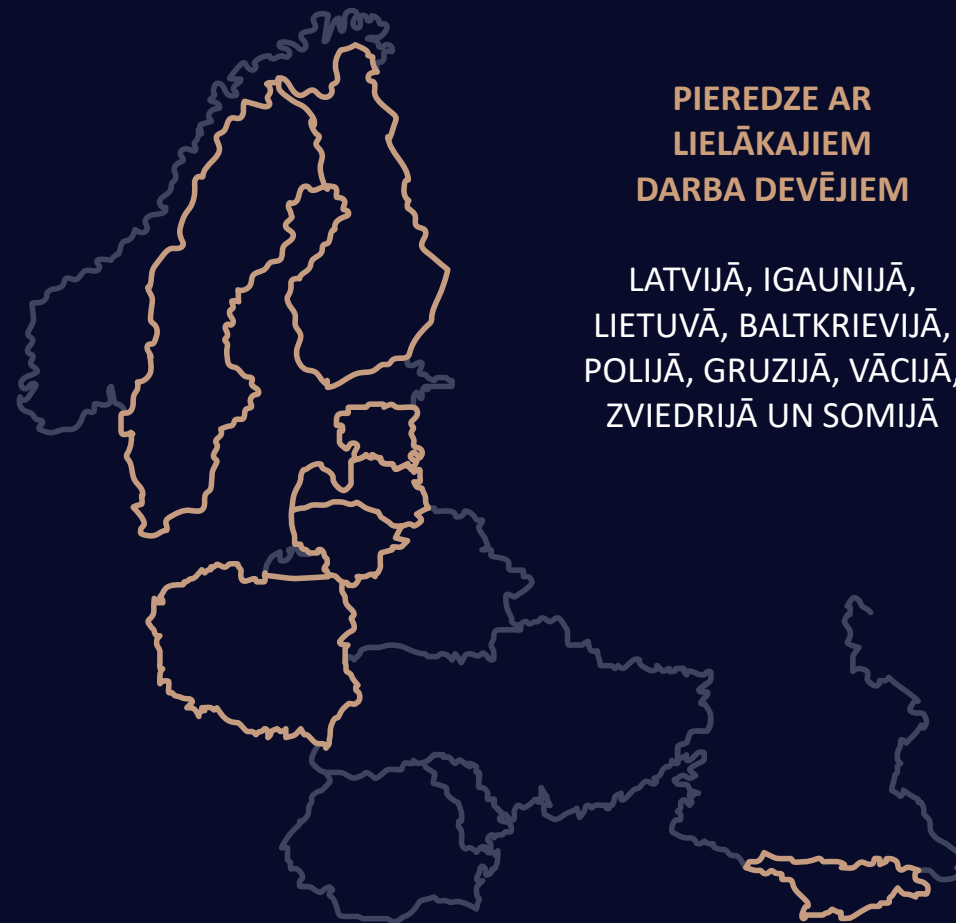 PIEREDZE AR
LIELĀKAJIEM
DARBA DEVĒJIEM
LATVIJĀ, IGAUNIJĀ,
LIETUVĀ, BALTKRIEVIJĀ,
POLIJĀ, GRUZIJĀ, VĀCIJĀ,
ZVIEDRIJĀ UN SOMIJĀ